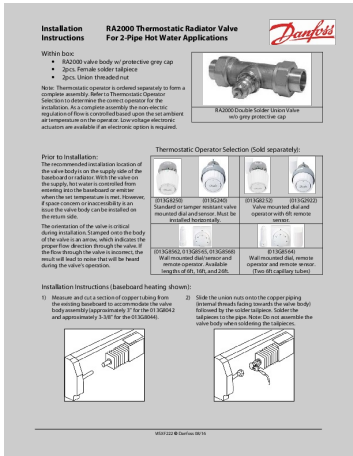 Installation Instructions
RA2000 Thermostatic Radiator Valve
For 2-Pipe Hot Water Applications
Danfoss
Within box:
• RA2000 valve body w/ protective grey cap
• 2pcs. Female solder tailpiece
• 2pcs. Union threaded nut
Note: Thermostatic operator is ordered separately to form a
complete assembly. Refer to Thermostatic Operator
Selection to determine the correct operator for the
installation. As a complete assembly the non-electric
regulation of flow is controlled based upon the set ambient
air temperature on the operator. Low voltage electronic
actuators are available if an electronic option is required.
RA2000 Double Solder Union Valve
w/o grey protective cap
Thermostatic Operator Selection (Sold separately):
Prior to Installation:
The recommended installation location of
the valve body is on the supply side of the
baseboard or radiator. With the valve on
the supply, hot water is controlled from
entering into the baseboard or emitter
when the set temperature is met. However,
if space concern or inaccessibility is an
issue the valve body can be installed on
the return side.
The orientation of the valve is critical
during installation. Stamped onto the body
of the valve is an arrow, which indicates the
proper flow direction through the valve. If
the flow through the valve is incorrect, the
result will lead to noise that will be heard
during the valve's operation.
(013G8250) (013G240)
Standard or tamper resistant valve
mounted dial and sensor. Must be
installed horizontally.
(013G8252) (013G2922)
Valve mounted dial and
operator with 6ft remote
sensor.
(013G8562, 013G8565, 013G8568)
Wall mounted dial/sensor and
remote operator. Available
lengths of 6ft, 16ft, and 26ft.
(013G8564)
Wall mounted dial, remote
operator and remote sensor.
(Two 6ft capillary tubes)
Installation Instructions (baseboard heating shown):
1) Measure and cut a section of copper tubing from
the existing baseboard to accommodate the valve
body assembly (approximately 3" for the 013G8042
and approximately 3-3/8" for the 013G8044).
2) Slide the union nuts onto the copper piping
(internal threads facing towards the valve body)
followed by the solder tailpiece. Solder the
tailpieces to the pipe. Note: Do not assemble the
valve body when soldering the tailpieces.
© Danfoss 08/16